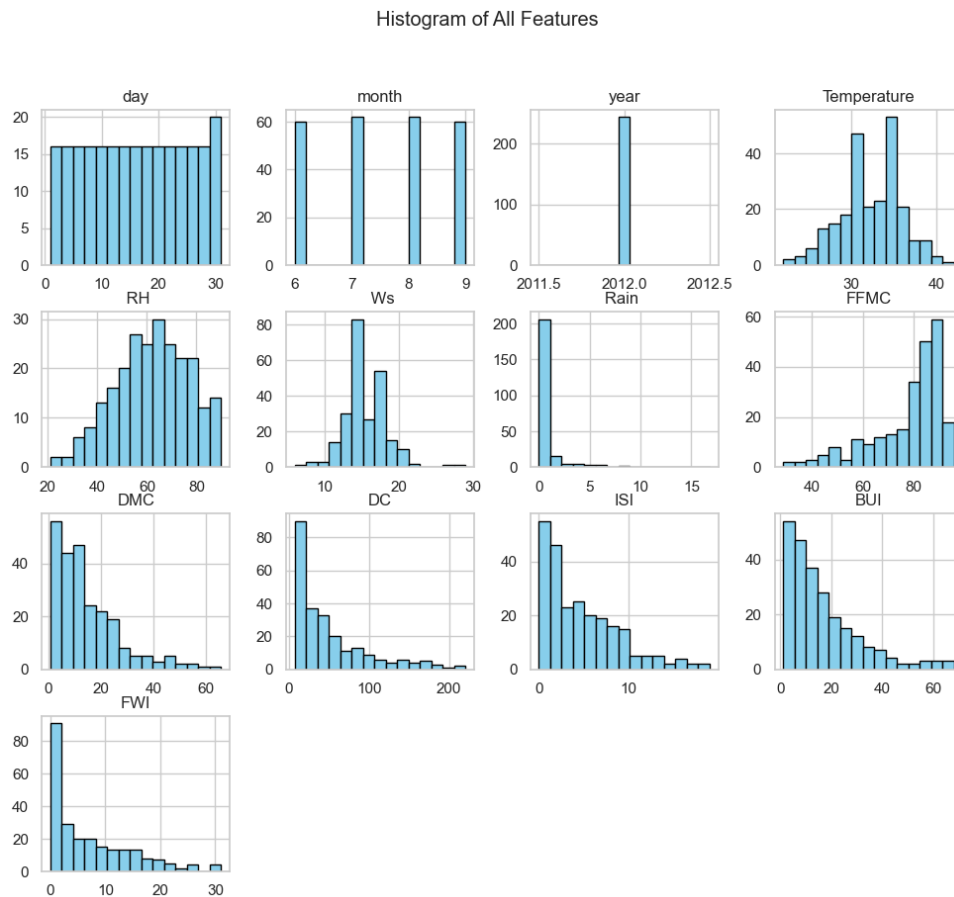 Histogram of All Features
day
month
year
Temperature
20
15
10
5
0
0 10 20 30
60
40
20
0
6 7 8 9
200
100
0
2011.5 2012.0 2012.5
40
20
0
30 40
RH
Ws
Rain
FFMC
30
20
10
0
20 40 60 80
80
60
40
20
0
10 20 30
200
150
100
50
0
0 5 10 15
60
40
20
0
40 60 80
DMC
DC
ISI
BUI
40
20
0
0 20 40 60
80
60
40
20
0
0 100 200
40
20
0
0 10
40
20
0
0 20 40 60
FWI
80
60
40
20
0
0 10 20 30